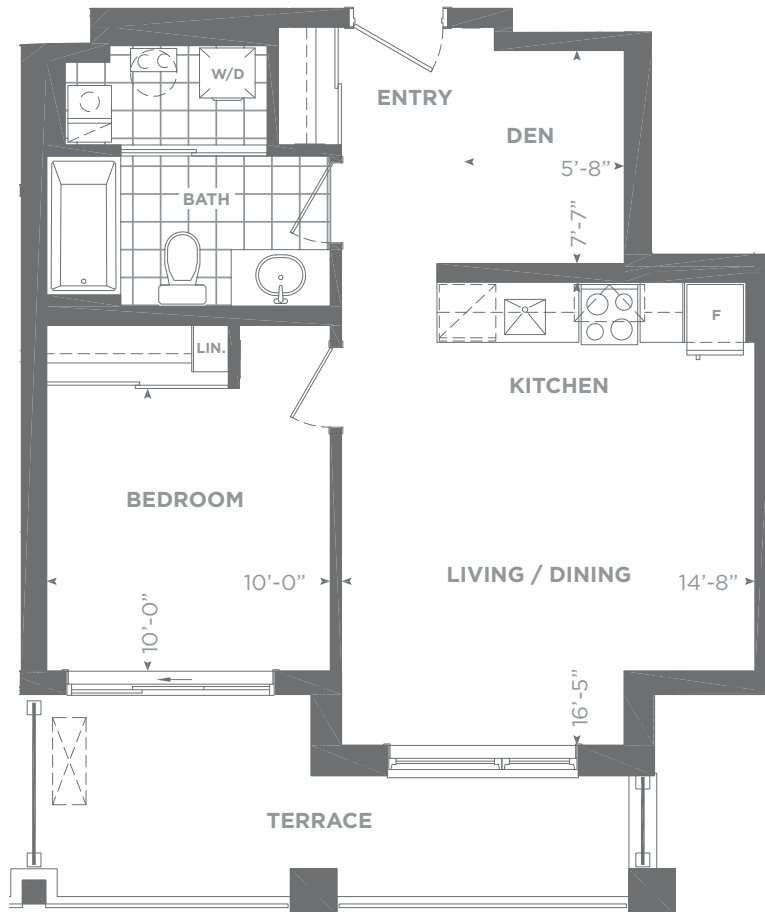 W/D
ENTRY
DEN
5'-8"
BATH
7'-7"
F
LIN.
KITCHEN
BEDROOM
LIVING / DINING
10'-0"
14'-8"
10'-0"
16'-5"
TERRACE